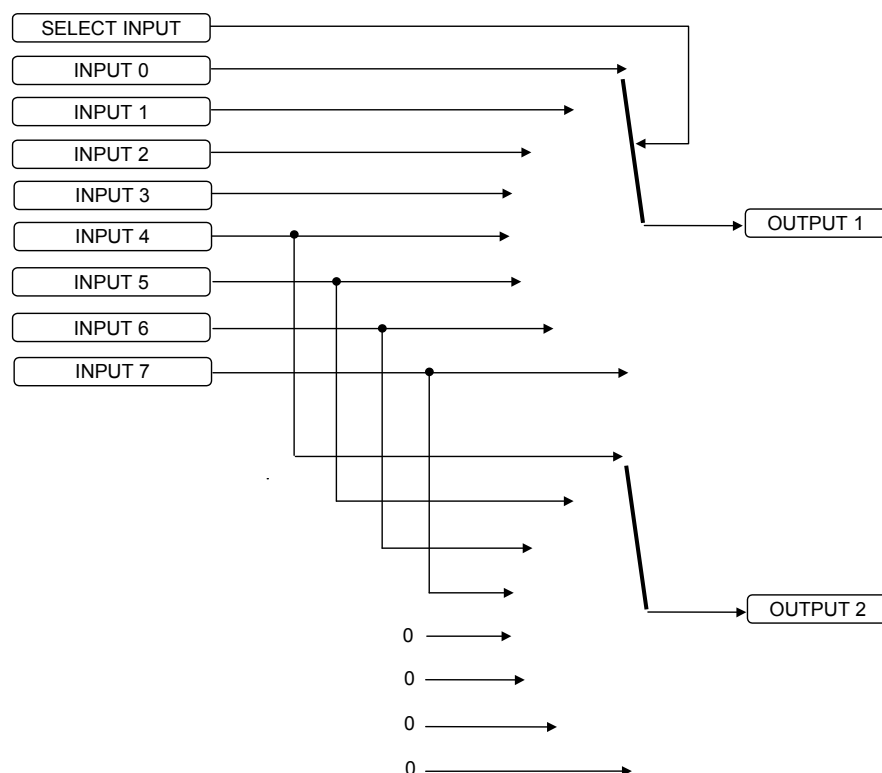 SELECT INPUT
INPUT 0
INPUT 1
INPUT 2
INPUT 3
INPUT 4
INPUT 5
INPUT 6
INPUT 7
OUTPUT 1
OUTPUT 2
0
0
0
0